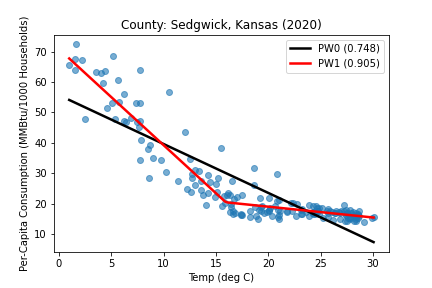 County: Sedgwick, Kansas (2020)
PW0 (0.748)
PW1 (0.905)
Per-Capita Consumption (MMBtu/1000 Households)
70
60
50
40
30
20
10
0 5 10 15 20 25 30
Temp (deg C)